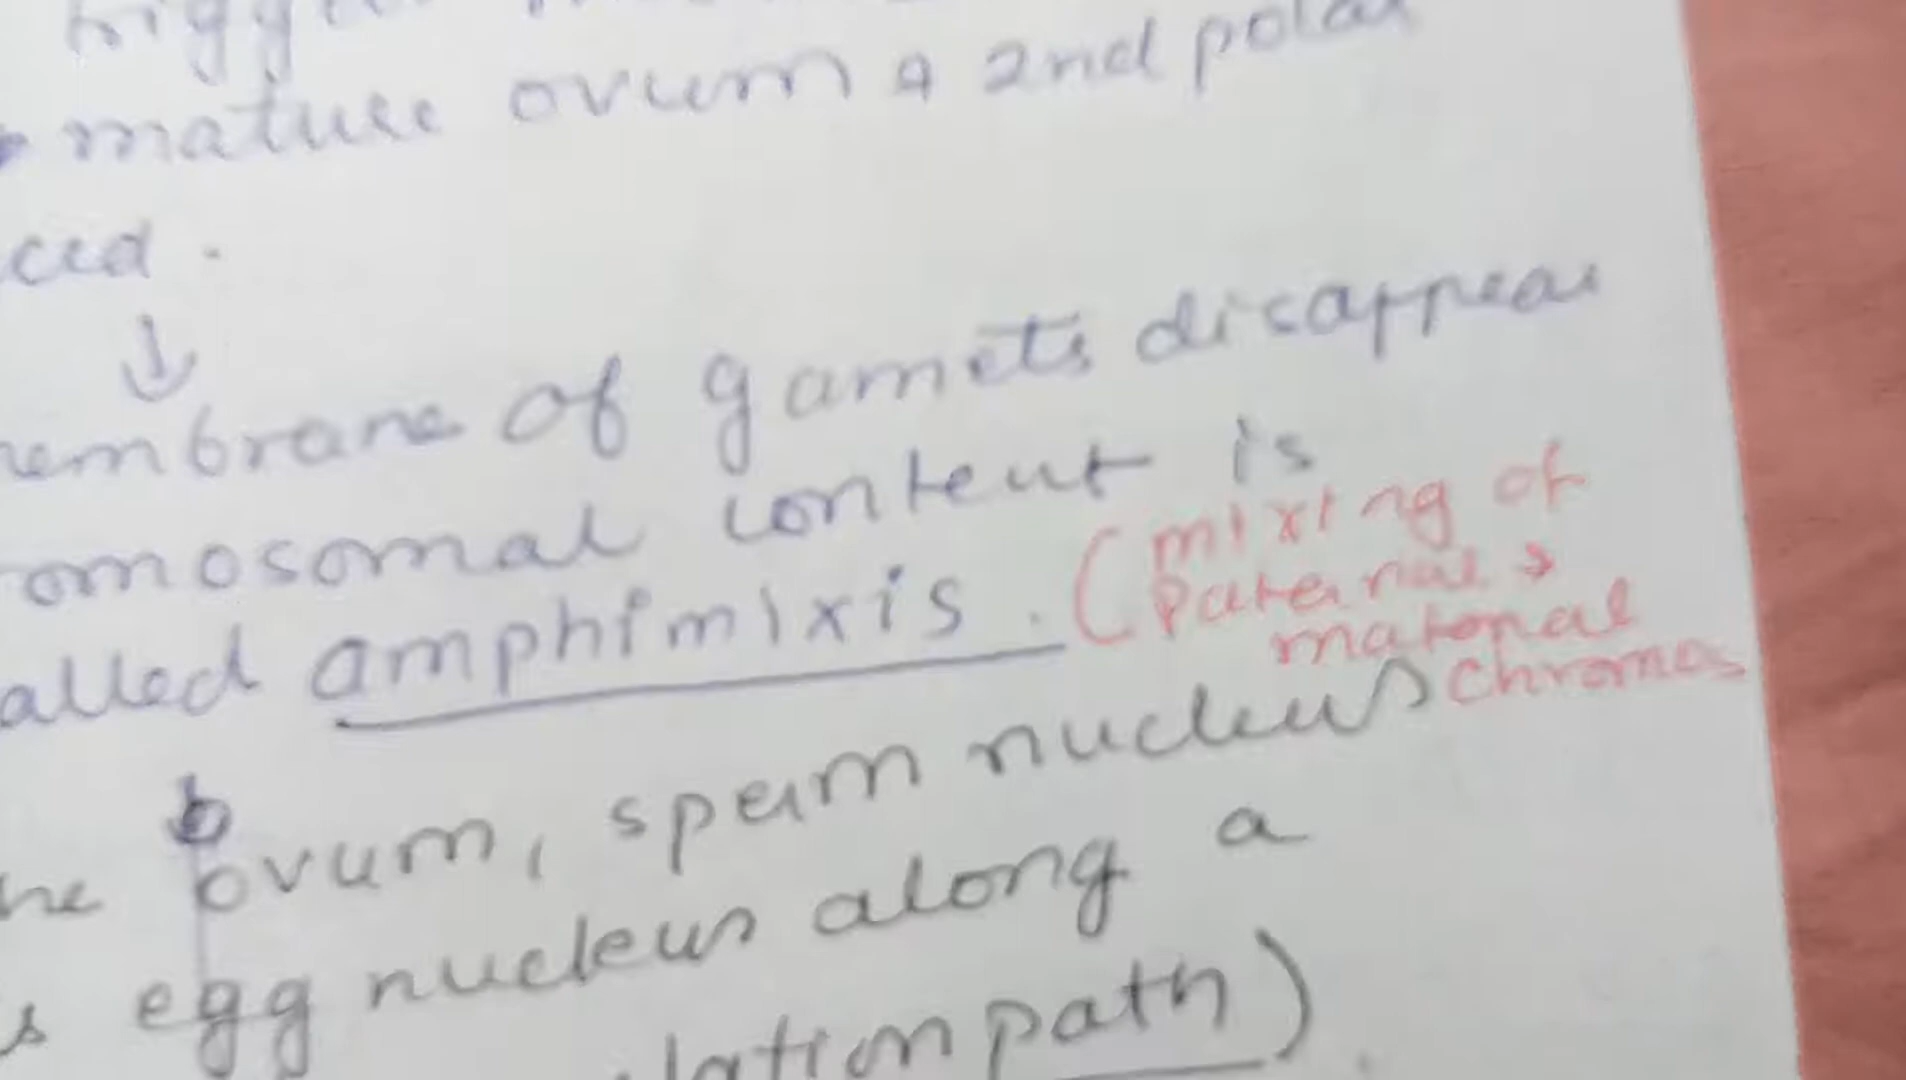 mature ovum & 2nd polar
ced.
↓
embrane of gamets disappear
omosomal content is
alled amphimixis. (mixing of
paternal &
maternal
chromos
he ovum, sperm nucleus
s egg nucleus along a
lation path)